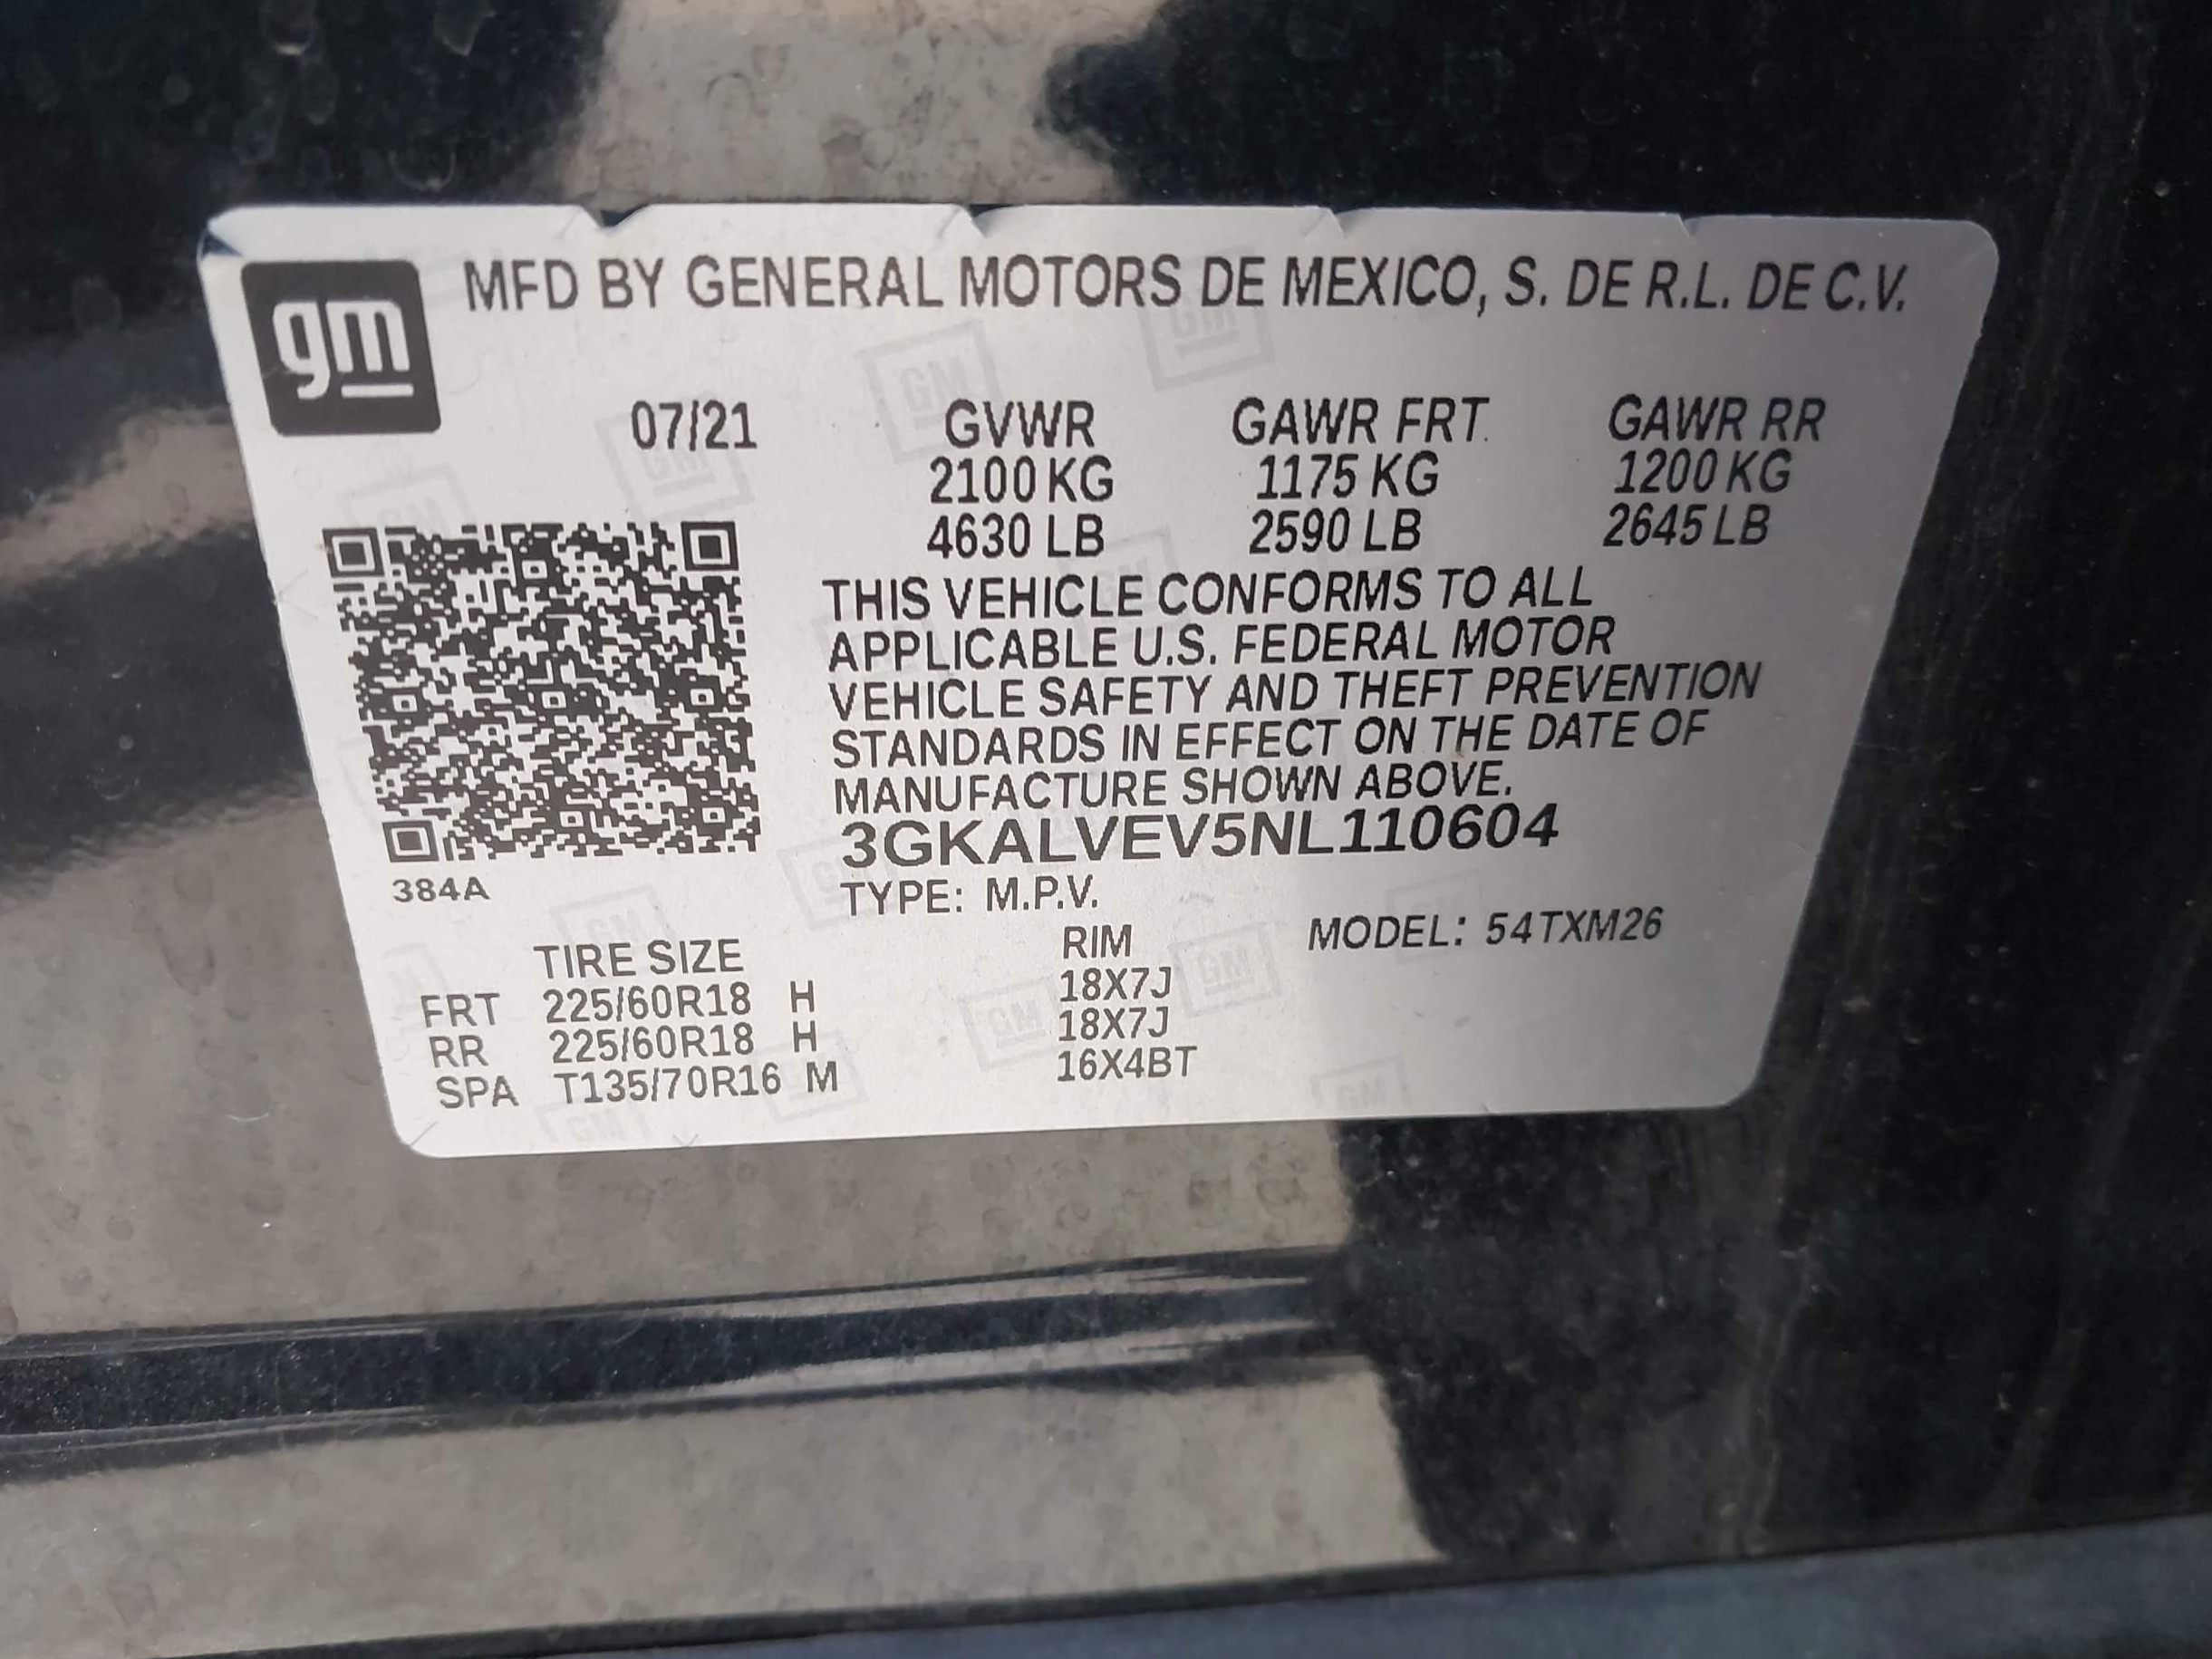 gm
MFD BY GENERAL MOTORS DE MEXICO, S. DE R.L. DE C.V.
07/21 GVWR GAWR FRT GAWR RR
2100 KG 1175 KG 1200 KG
4630 LB 2590 LB 2645 LB
THIS VEHICLE CONFORMS TO ALL
APPLICABLE U.S. FEDERAL MOTOR
VEHICLE SAFETY AND THEFT PREVENTION
STANDARDS IN EFFECT ON THE DATE OF
MANUFACTURE SHOWN ABOVE.
3GKALVEV5NL110604
384A
TYPE: M.P.V.
MODEL: 54TXM26
TIRE SIZE RIM
FRT 225/60R18 H 18X7J
RR 225/60R18 H 18X7J
SPA T135/70R16 M 16X4BT